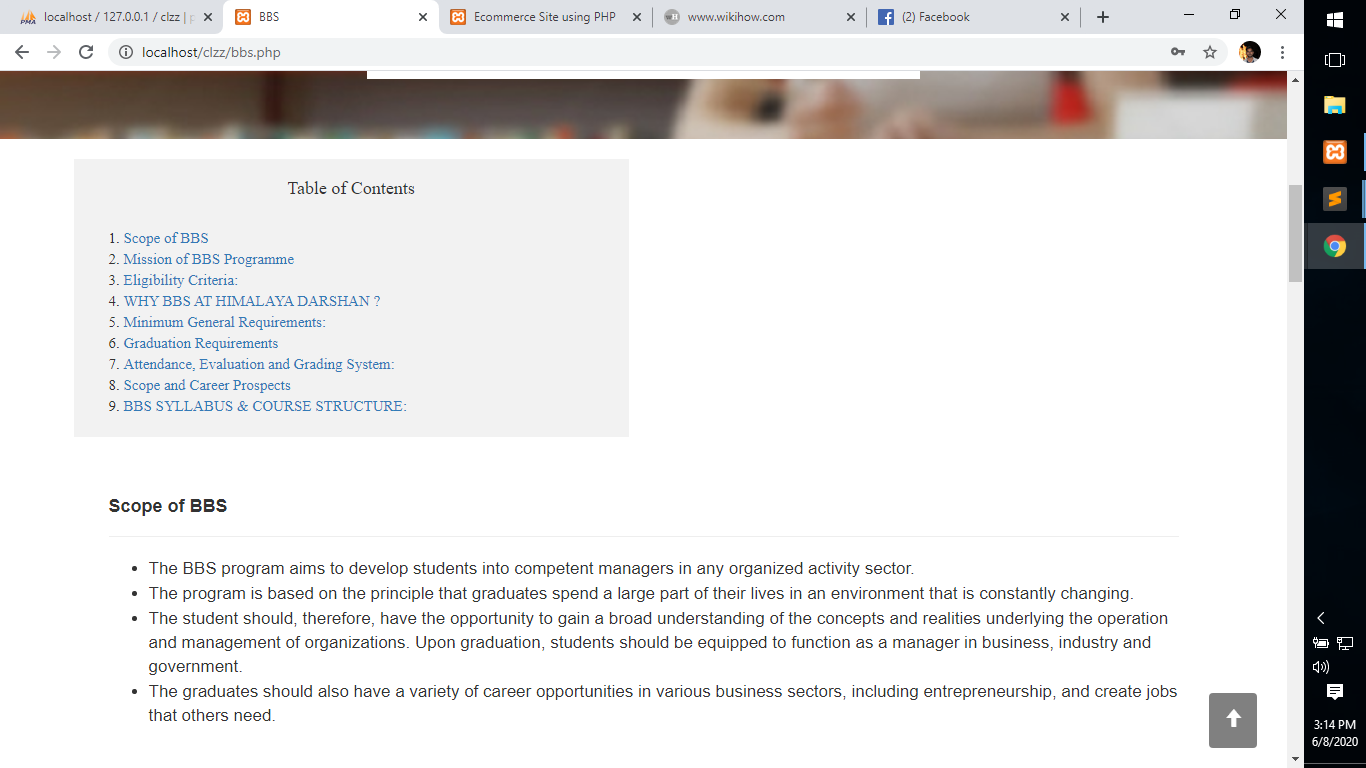 localhost / 127.0.0.1 / clzz | p
BBS
Ecommerce Site using PHP
www.wikihow.com
(2) Facebook
localhost/clzz/bbs.php
Table of Contents
1. Scope of BBS
2. Mission of BBS Programme
3. Eligibility Criteria:
4. WHY BBS AT HIMALAYA DARSHAN ?
5. Minimum General Requirements:
6. Graduation Requirements
7. Attendance, Evaluation and Grading System:
8. Scope and Career Prospects
9. BBS SYLLABUS & COURSE STRUCTURE:
Scope of BBS
• The BBS program aims to develop students into competent managers in any organized activity sector.
• The program is based on the principle that graduates spend a large part of their lives in an environment that is constantly changing.
• The student should, therefore, have the opportunity to gain a broad understanding of the concepts and realities underlying the operation
and management of organizations. Upon graduation, students should be equipped to function as a manager in business, industry and
government.
• The graduates should also have a variety of career opportunities in various business sectors, including entrepreneurship, and create jobs
that others need.
3:14 PM
6/8/2020